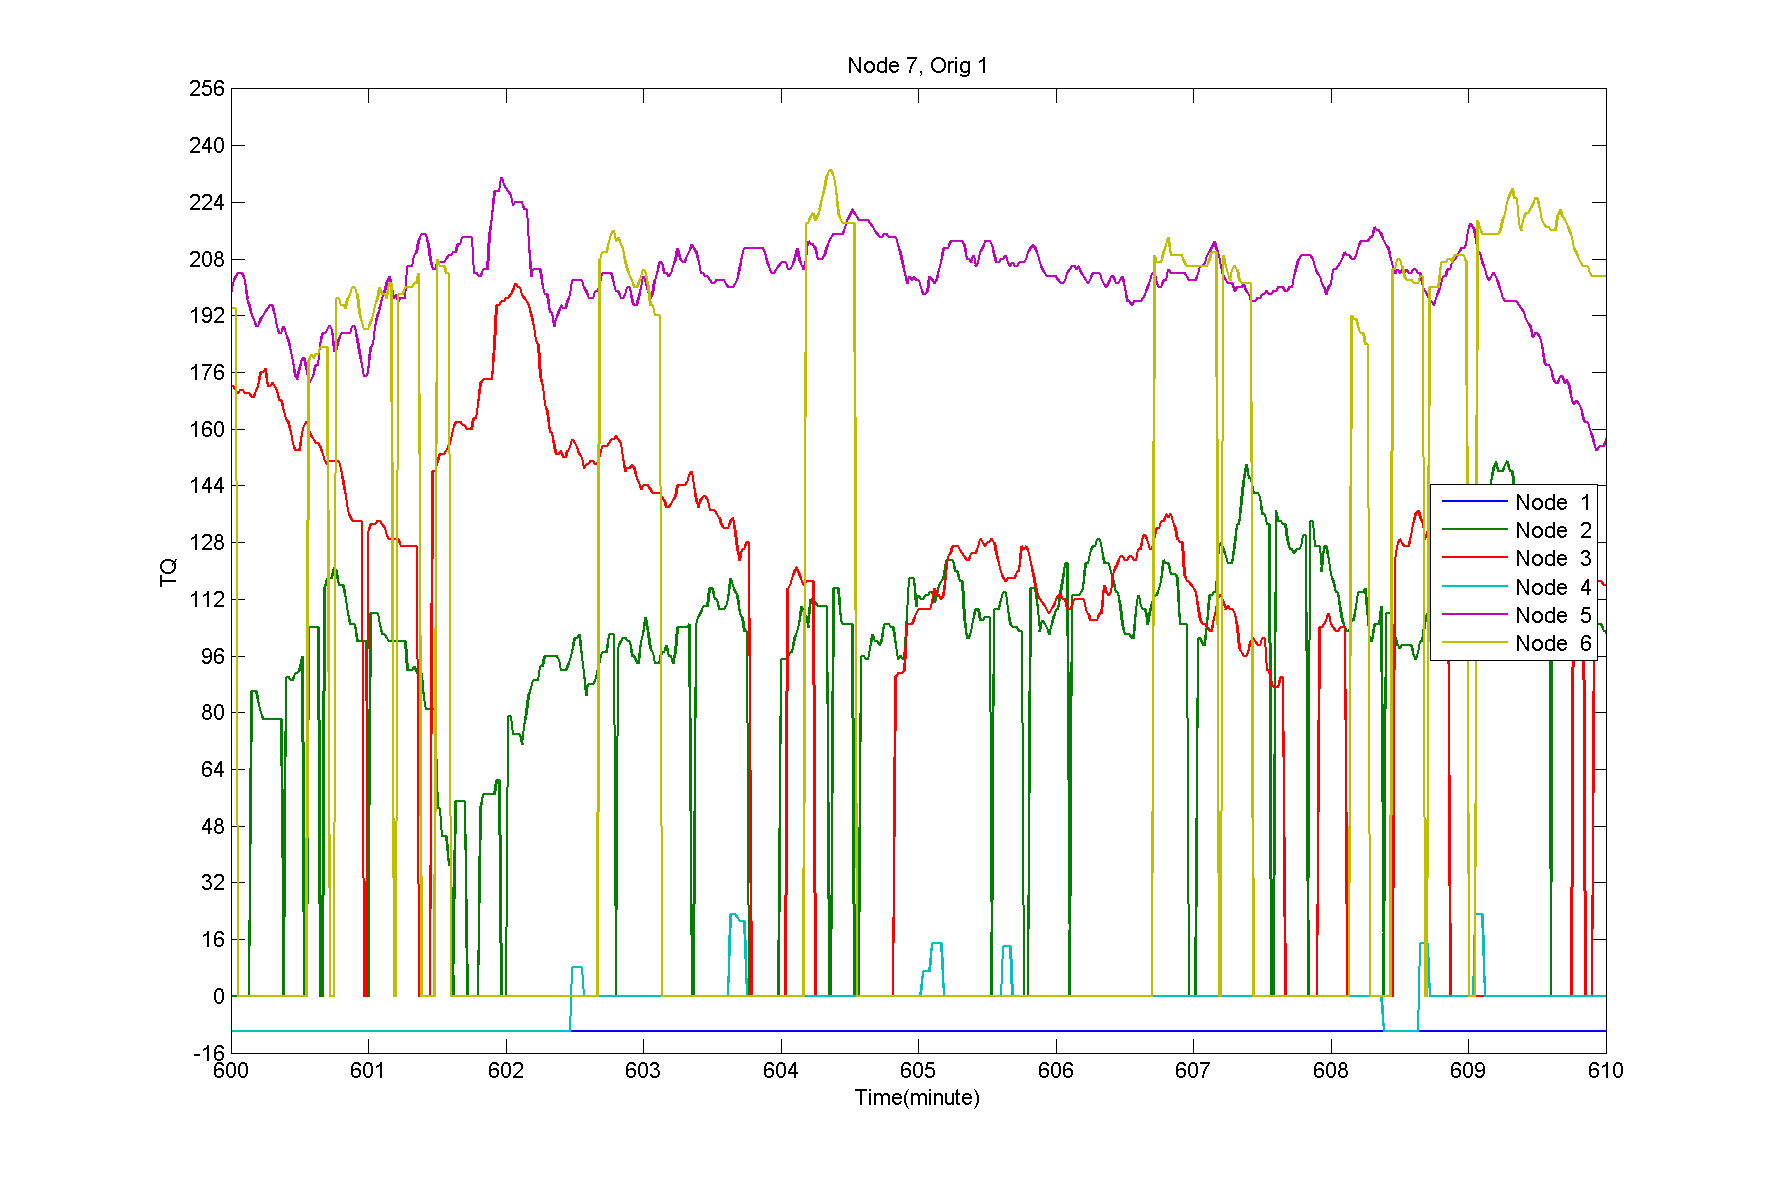 Node 7, Orig 1
256
240
224
208
192
176
160
144
128
112
96
80
64
48
32
16
0
-16
TQ
Node 1
Node 2
Node 3
Node 4
Node 5
Node 6
600 601 602 603 604 605 606 607 608 609 610
Time(minute)